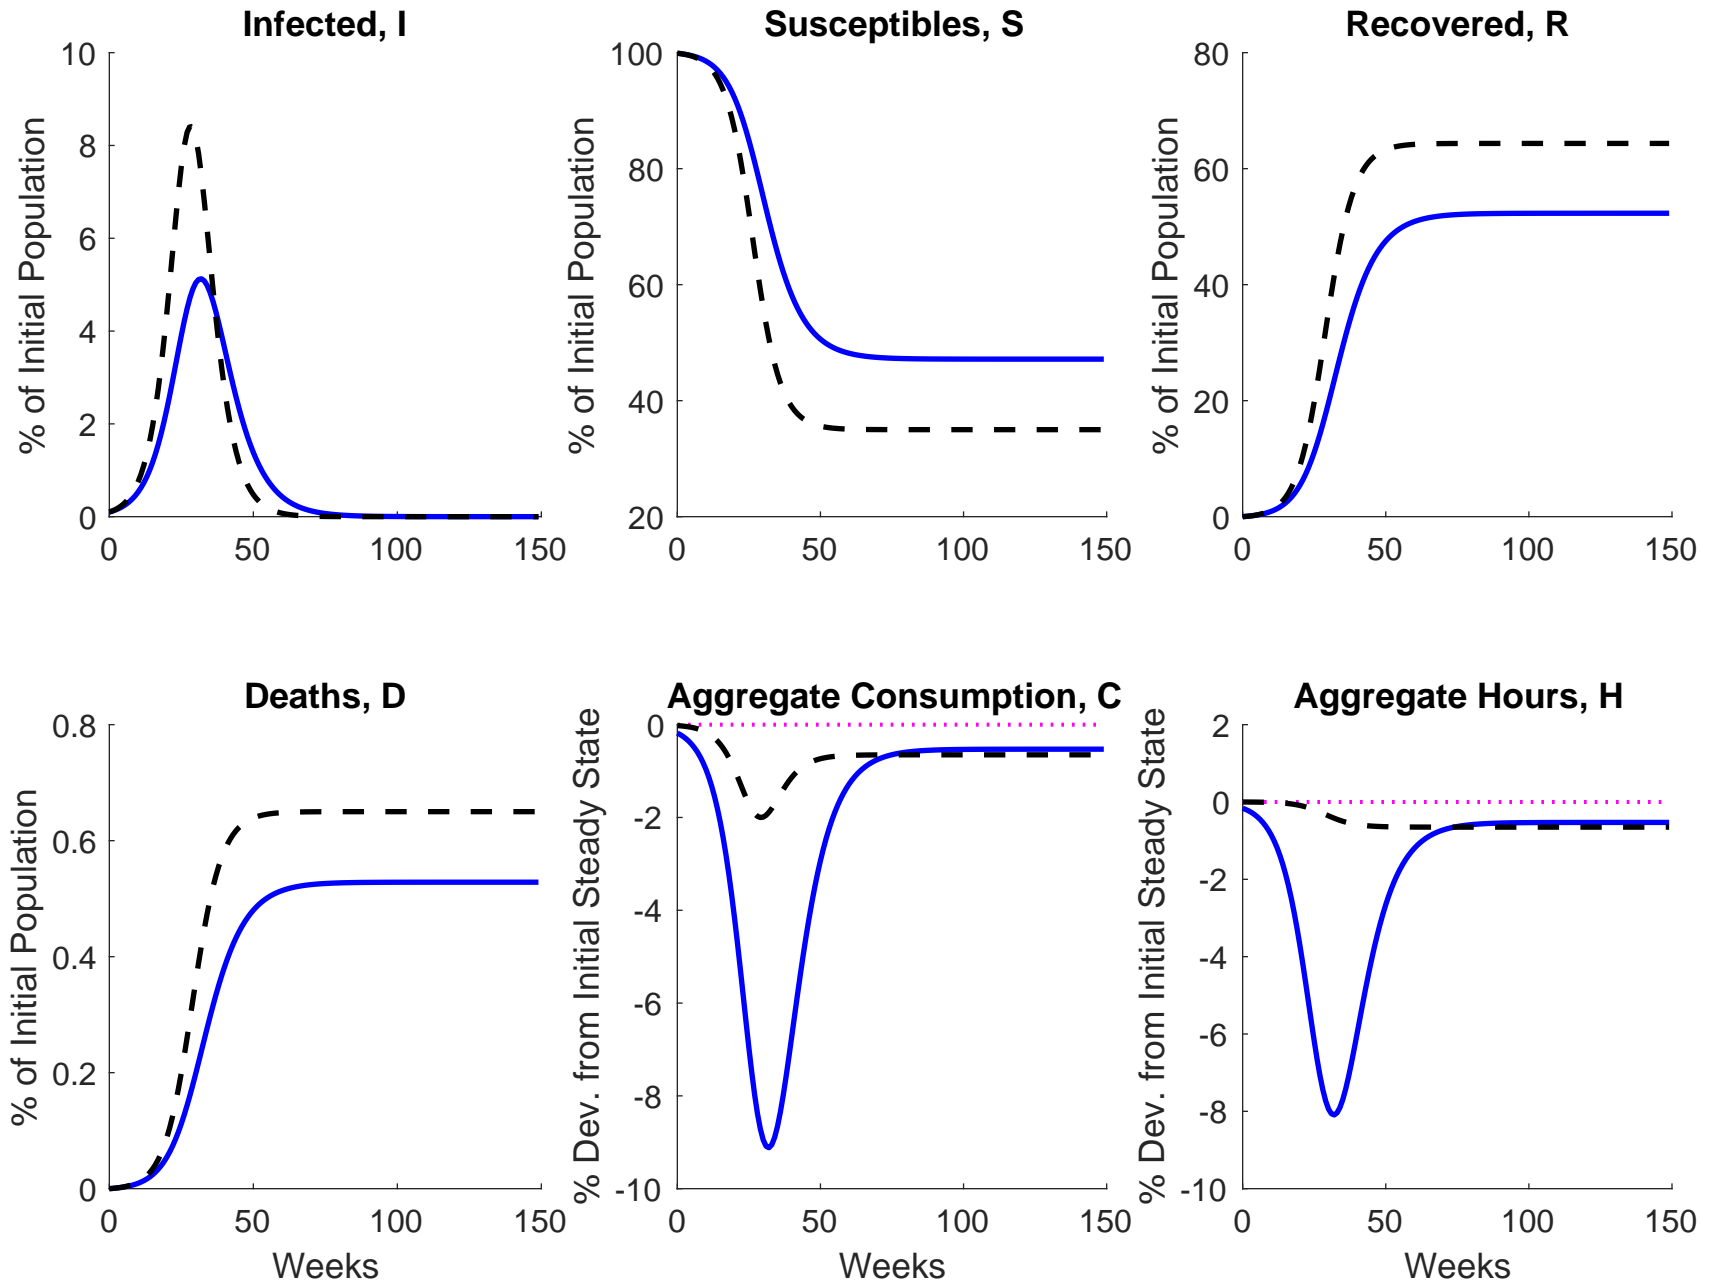 Infected, I
% of Initial Population
10
8
6
4
2
0
0 50 100 150
Susceptibles, S
% of Initial Population
100
80
60
40
20
0 50 100 150
Recovered, R
% of Initial Population
80
60
40
20
0
0 50 100 150
Deaths, D
% of Initial Population
0.8
0.6
0.4
0.2
0
0 50 100 150
Weeks
Aggregate Consumption, C
% Dev. from Initial Steady State
0
-2
-4
-6
-8
-10
0 50 100 150
Weeks
Aggregate Hours, H
% Dev. from Initial Steady State
2
0
-2
-4
-6
-8
-10
0 50 100 150
Weeks